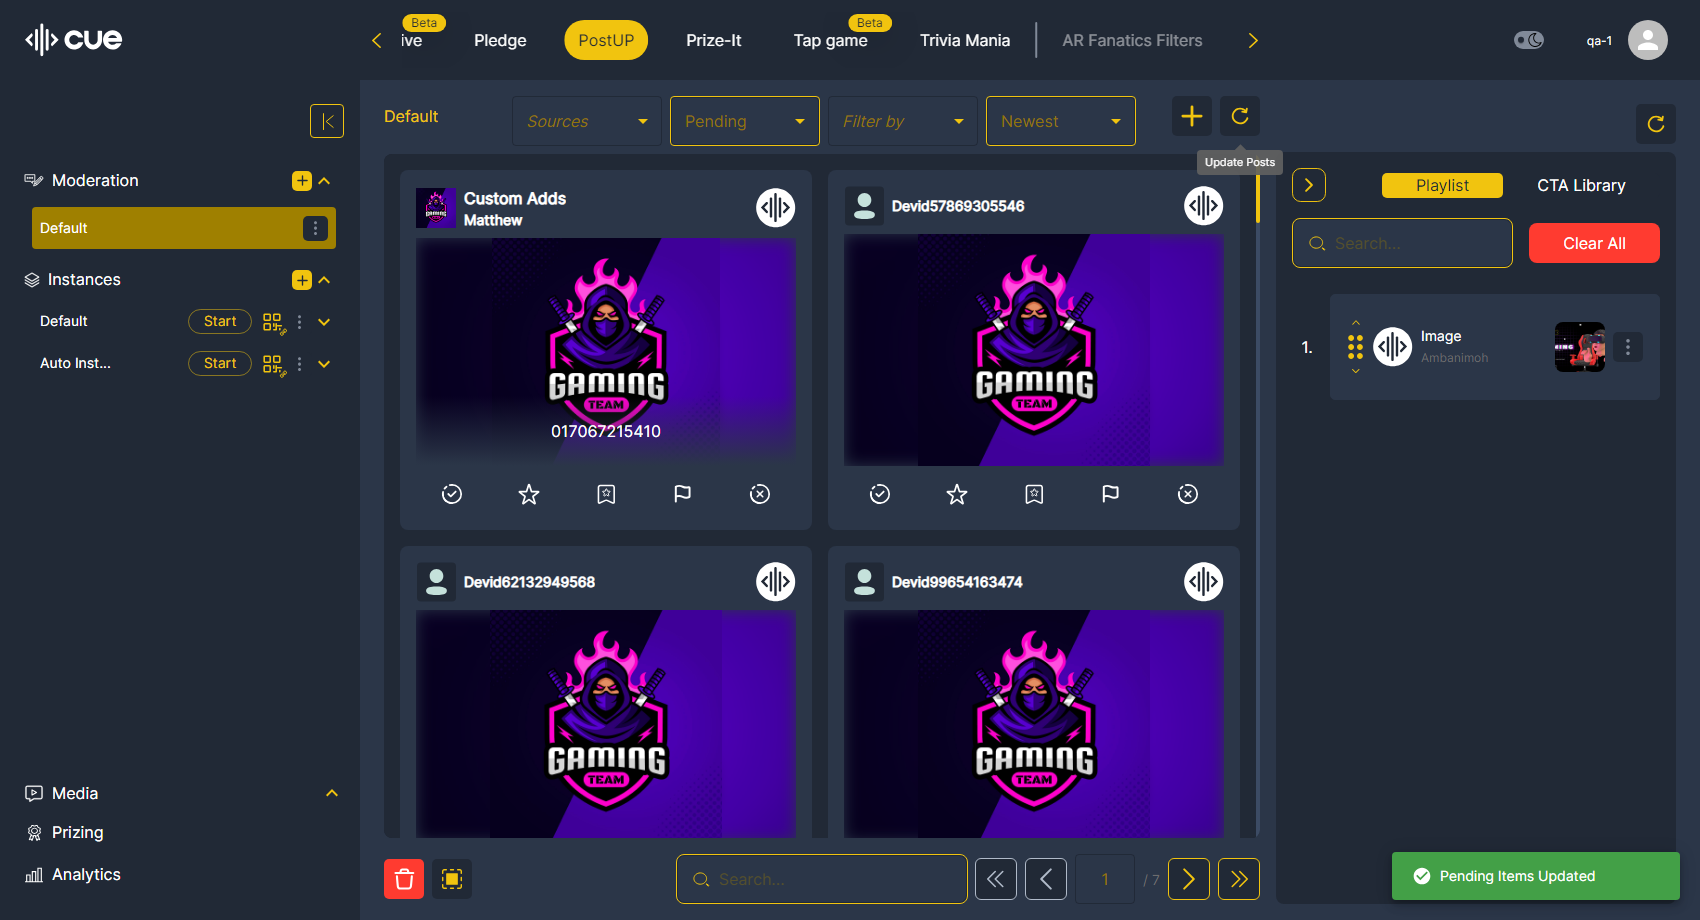 cue
Beta
ive
Pledge
PostUP
Prize-It
Beta
Tap game
Trivia Mania
AR Fanatics Filters
qa-1
Moderation
Default
Instances
Default
Start
Auto Inst...
Start
Media
Prizing
Analytics
Default
Sources
Pending
Filter by
Newest
Update Posts
Custom Adds
Matthew
GAMING
TEAM
017067215410
Devid57869305546
GAMING
TEAM
Devid62132949568
GAMING
TEAM
Devid99654163474
GAMING
TEAM
Search...
1
/ 7
Playlist
CTA Library
Search...
Clear All
1.
Image
Ambanimoh
Pending Items Updated